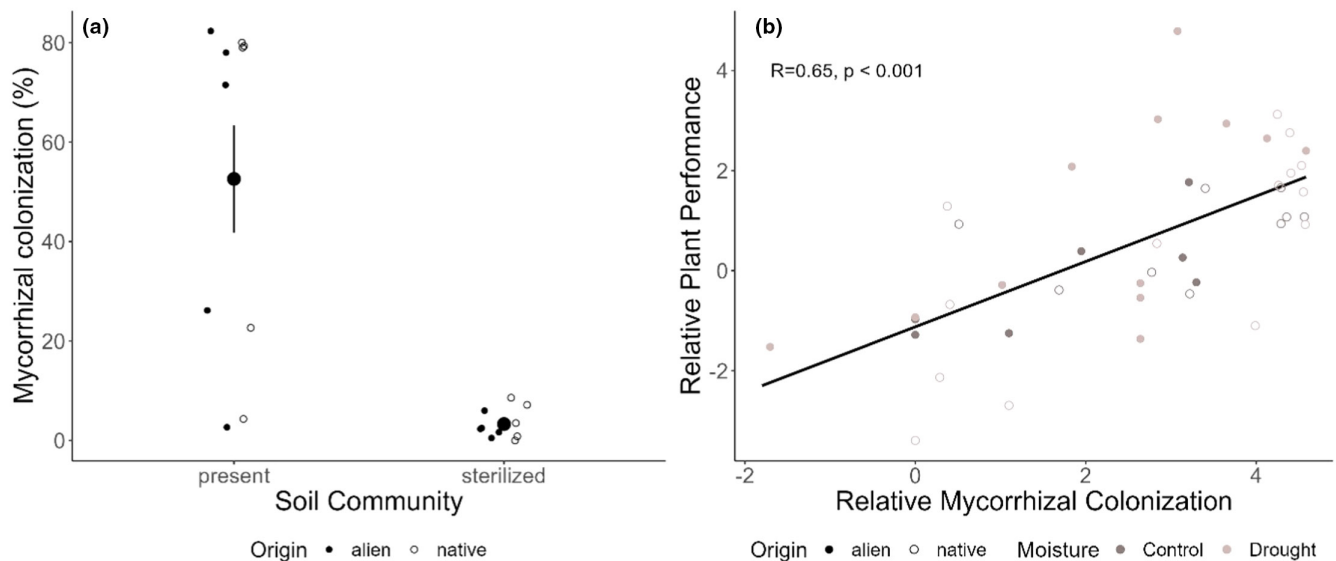 (a)
Mycorrhizal colonization (%)
80
60
40
20
0
present
sterilized
Soil Community
Origin
alien
native
(b)
R=0.65, p < 0.001
Relative Plant Perfomance
4
2
0
-2
-2
0
2
4
Relative Mycorrhizal Colonization
Origin
alien
native
Moisture
Control
Drought